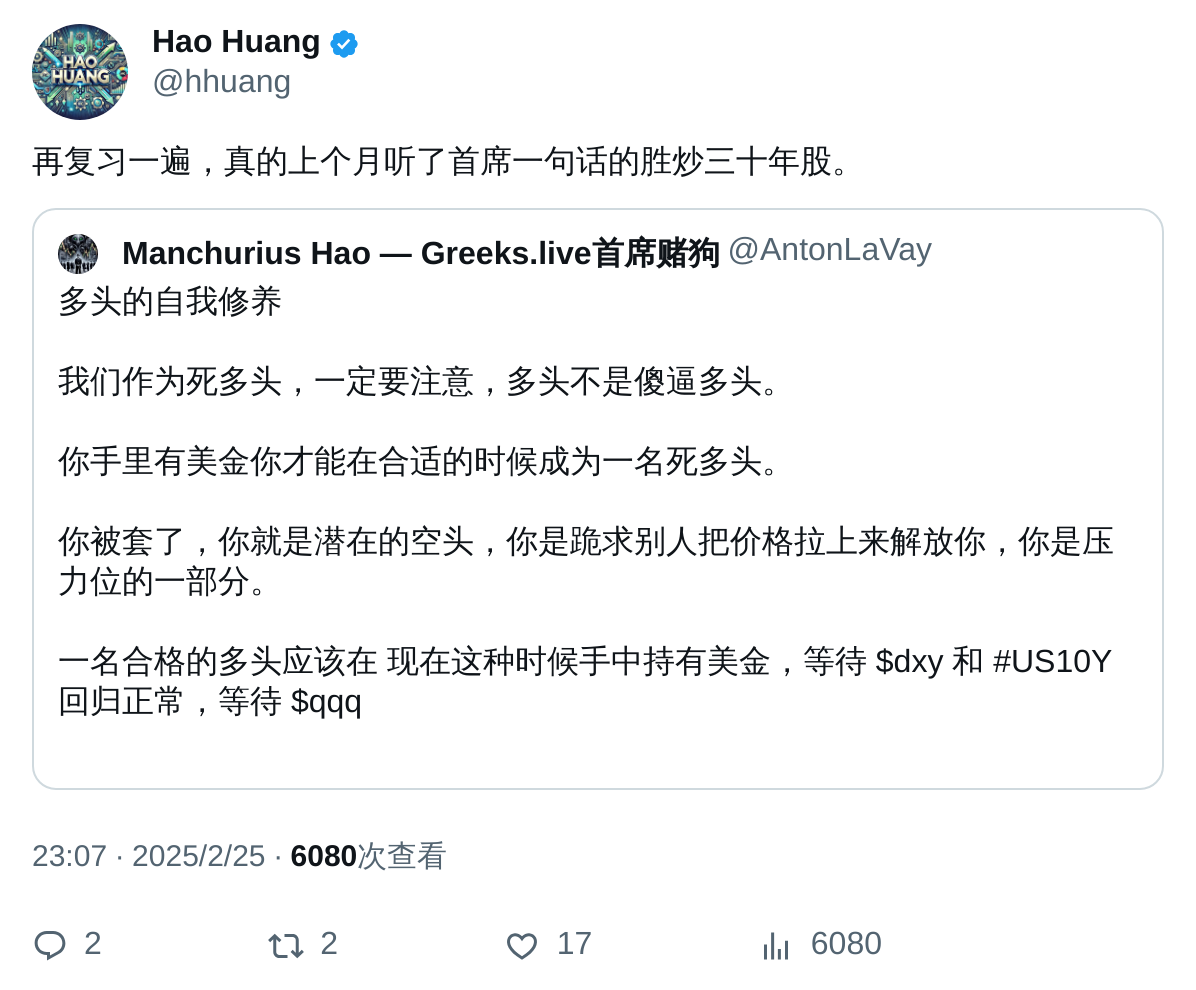 HAO
HUANG
Hao Huang
@hhuang
再复习一遍，真的上个月听了首席一句话的胜炒三十年股。
Manchurius Hao — Greeks.live首席赌狗 @AntonLaVay
多头的自我修养
我们作为死多头，一定要注意，多头不是傻逼多头。
你手里有美金你才能在合适的时候成为一名死多头。
你被套了，你就是潜在的空头，你是跪求别人把价格拉上来解放你，你是压
力位的一部分。
一名合格的多头应该在 现在这种时候手中持有美金，等待 $dxy 和 #US10Y
回归正常，等待 $qqq
23:07 · 2025/2/25 · 6080次查看
2 2 17 6080